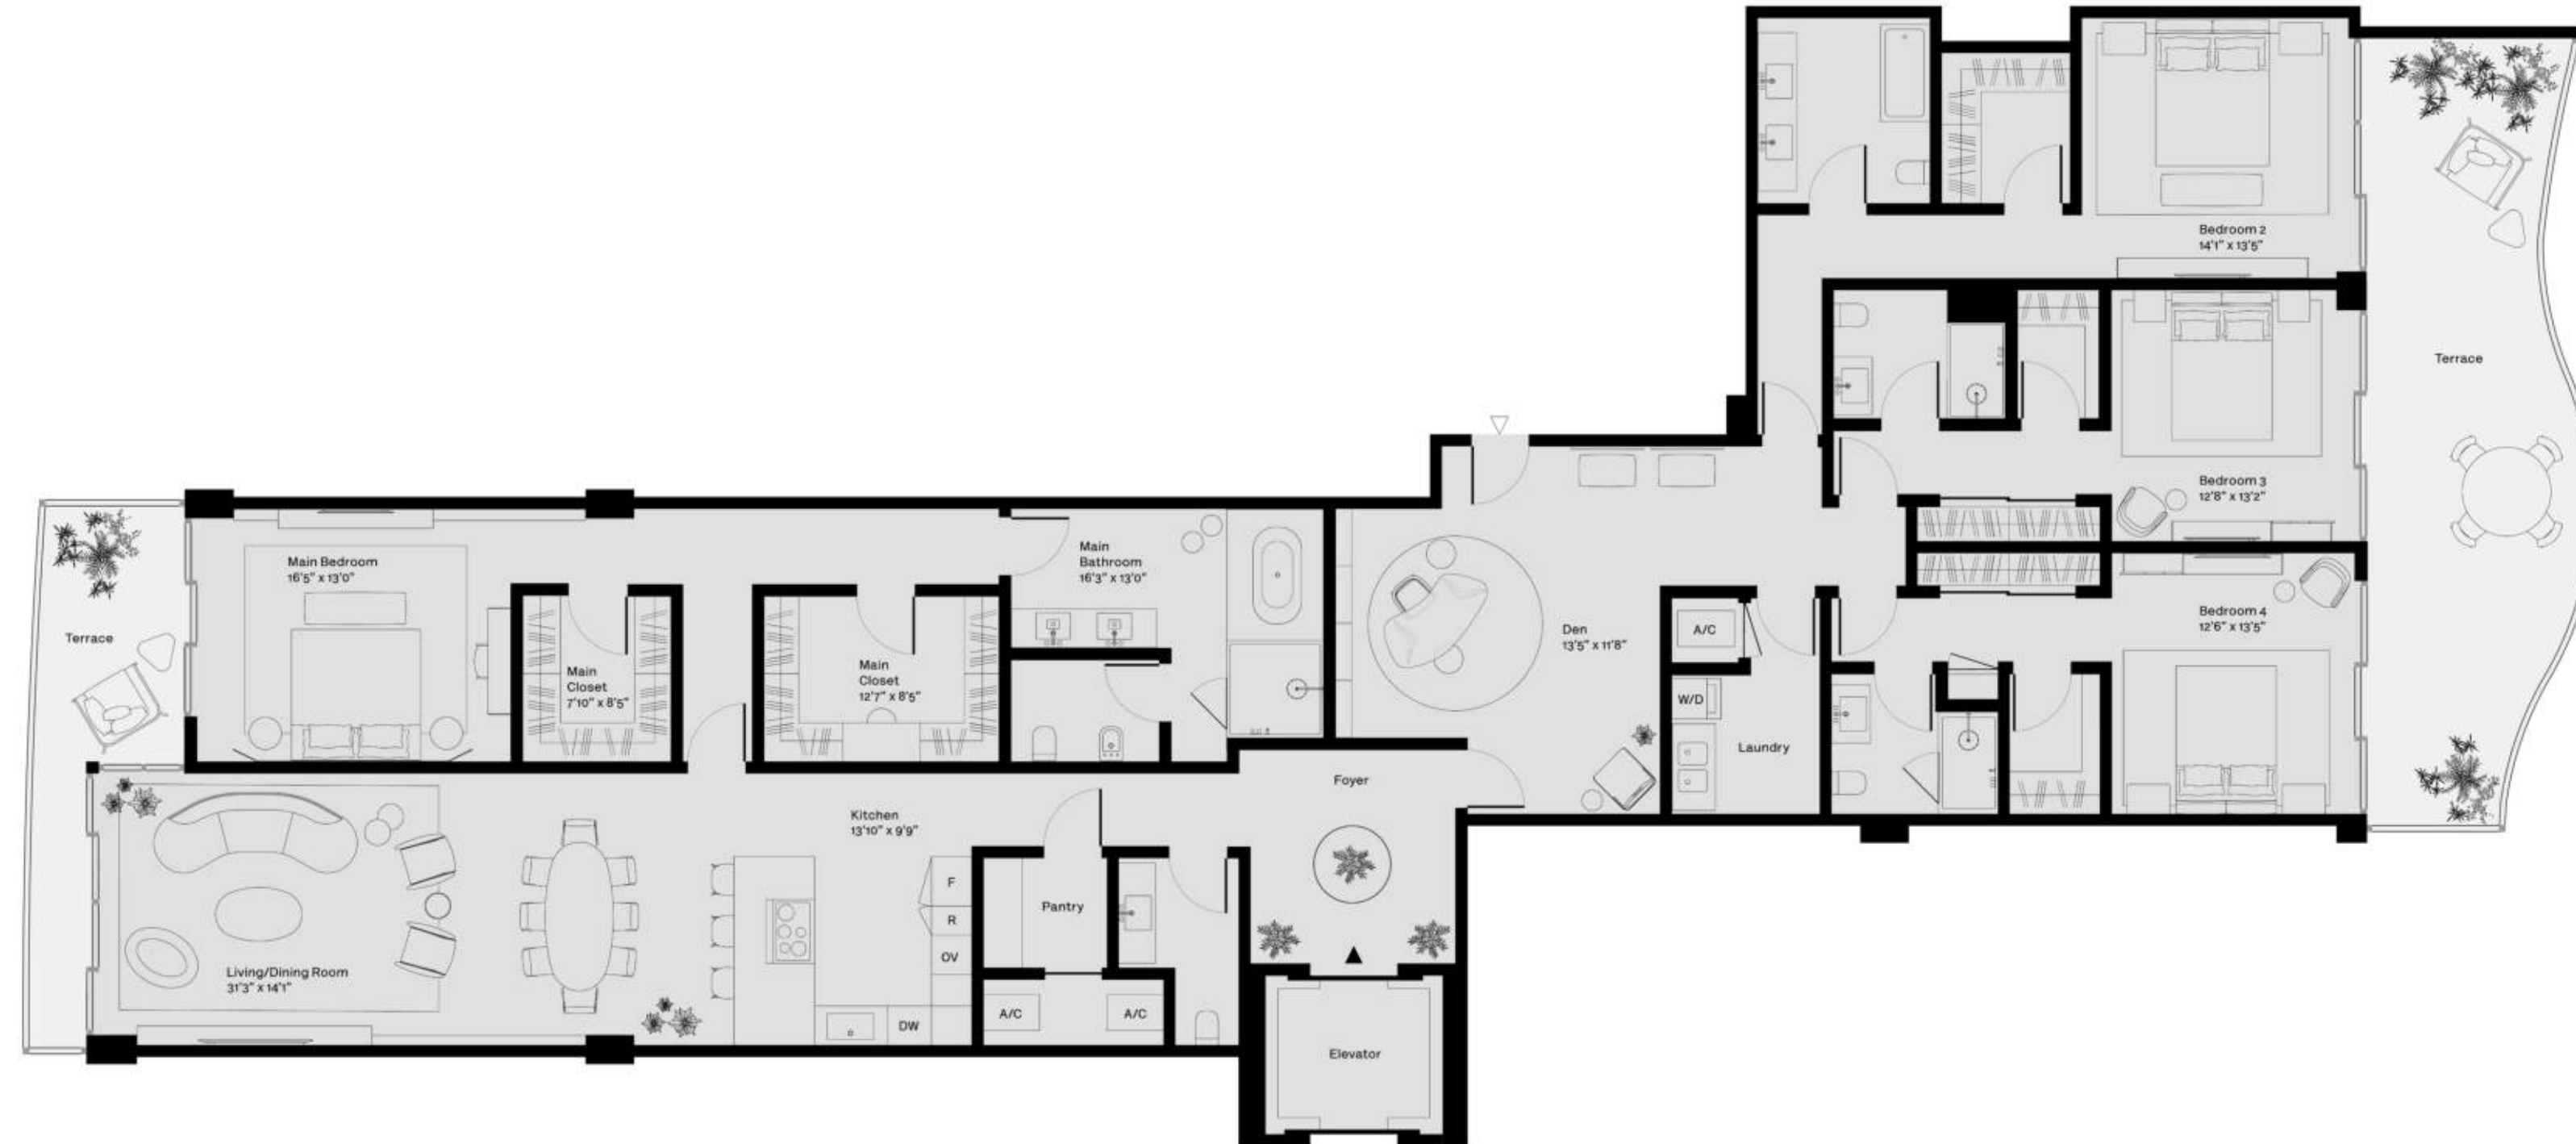 Bedroom 2
14'1" x 13'5"
Terrace
Bedroom 3
12'8" x 13'2"
Main Bedroom
16'5" x 13'0"
Main
Bathroom
16'3" x 13'0"
Terrace
Main
Closet
7'10" x 8'5"
Main
Closet
12'7" x 8'5"
Den
13'5" x 11'8"
A/C
Bedroom 4
12'6" x 13'5"
W/D
Laundry
Foyer
Kitchen
13'10" x 9'9"
F
R
OV
DW
Pantry
Living/Dining Room
31'3" x 14'1"
A/C
A/C
Elevator